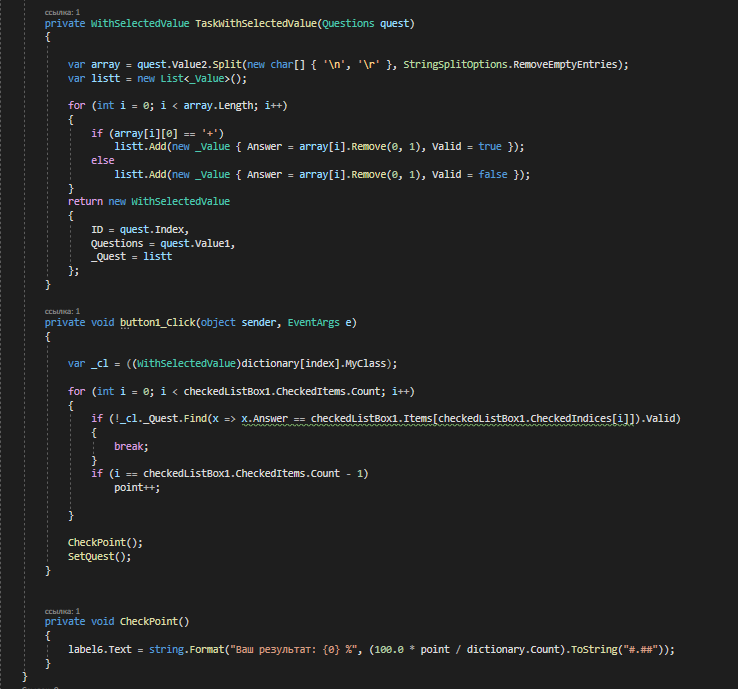 ссылка: 1
private WithSelectedValue TaskWithSelectedValue(Questions quest)
{
var array = quest.Value2.Split(new char[] { '\n', '\r' }, StringSplitOptions.RemoveEmptyEntries);
var listt = new List<_Value>();
for (int i = 0; i < array.Length; i++)
{
if (array[i][0] == '+')
listt.Add(new _Value { Answer = array[i].Remove(0, 1), Valid = true });
else
listt.Add(new _Value { Answer = array[i].Remove(0, 1), Valid = false });
}
return new WithSelectedValue
{
ID = quest.Index,
Questions = quest.Value1,
_Quest = listt
};
}
ссылка: 1
private void button1_Click(object sender, EventArgs e)
{
var _cl = ((WithSelectedValue)dictionary[index].MyClass);
for (int i = 0; i < checkedListBox1.CheckedItems.Count; i++)
{
if (!_cl._Quest.Find(x => x.Answer == checkedListBox1.Items[checkedListBox1.CheckedIndices[i]]).Valid)
{
break;
}
if (i == checkedListBox1.CheckedItems.Count - 1)
point++;
}
CheckPoint();
SetQuest();
}
ссылка: 1
private void CheckPoint()
{
label6.Text = string.Format("Ваш результат: {0} %", (100.0 * point / dictionary.Count).ToString("#.##"));
}
}